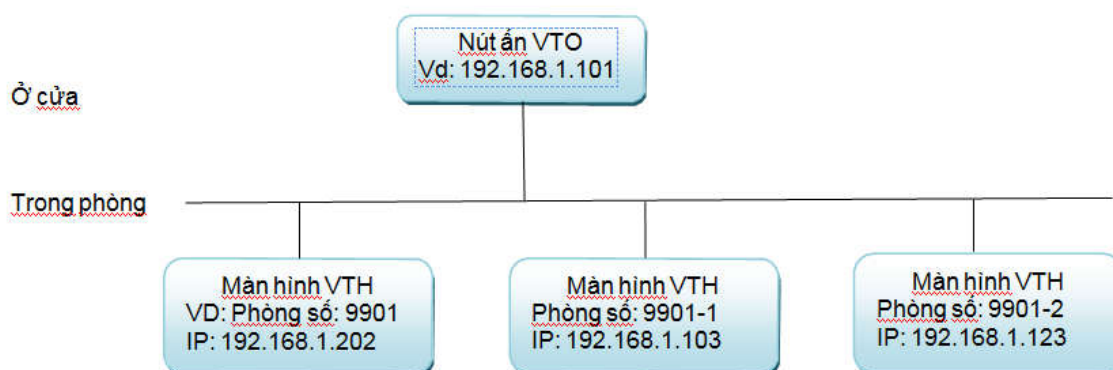 Nút ấn VTO
Vd: 192.168.1.101
Ở cửa
Trong phòng
Màn hình VTH
VD: Phòng số: 9901
IP: 192.168.1.202
Màn hình VTH
Phòng số: 9901-1
IP: 192.168.1.103
Màn hình VTH
Phòng số: 9901-2
IP: 192.168.1.123